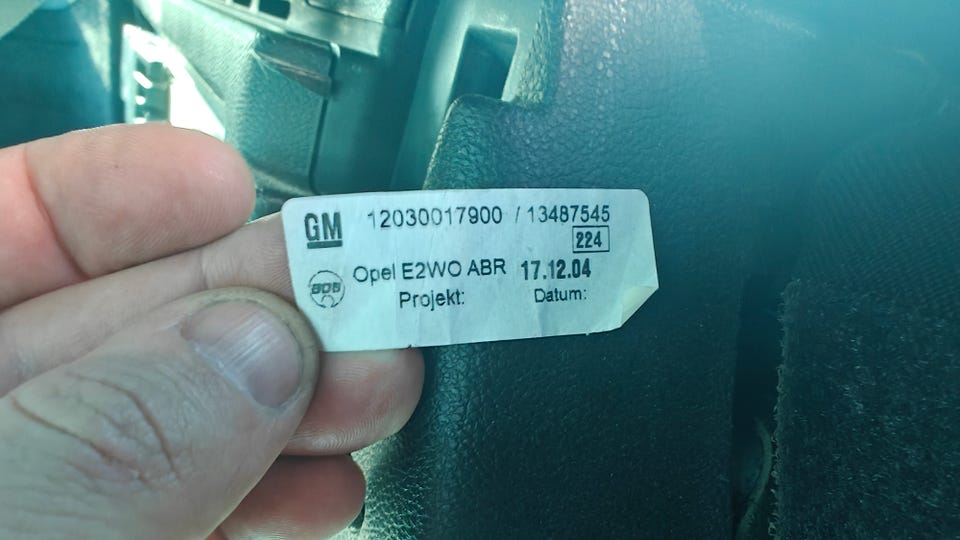 GM 12030017900 / 13487545
224
Opel E2WO ABR 17.12.04
Projekt: Datum: